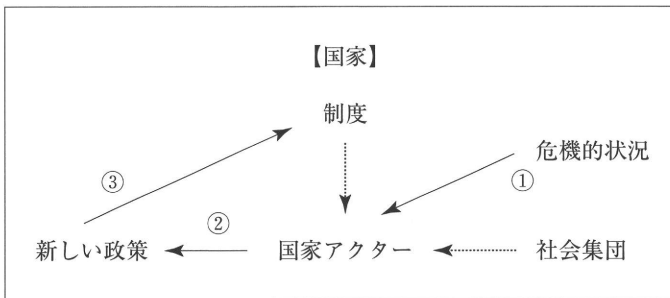 【国家】
制度
危機的状況
①
③
②
新しい政策
国家アクター
社会集団